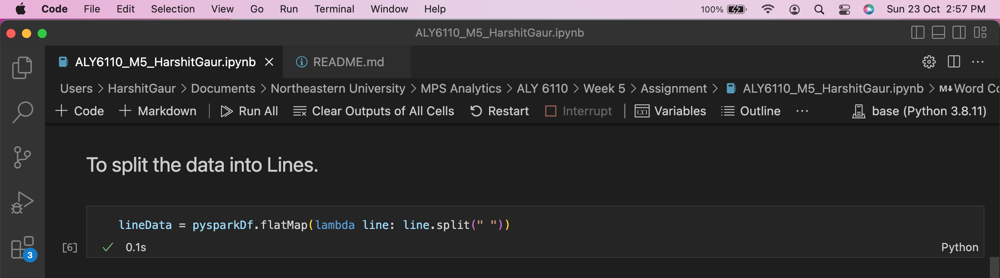 Code File Edit Selection View Go Run Terminal Window Help 100% Sun 23 Oct 2:57 PM
ALY6110_M5_HarshitGaur.ipynb
ALY6110_M5_HarshitGaur.ipynb README.md
Users > HarshitGaur > Documents > Northeastern University > MPS Analytics > ALY 6110 > Week 5 > Assignment > ALY6110_M5_HarshitGaur.ipynb > M↓Word Co
+ Code + Markdown | Run All Clear Outputs of All Cells Restart Interrupt | (x) Variables Outline ··· base (Python 3.8.11)
To split the data into Lines.
lineData = pysparkDf.flatMap(lambda line: line.split(" "))
[6] ✓ 0.1s Python
3